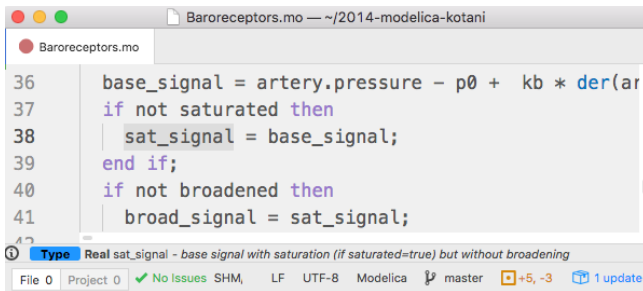 Baroreceptors.mo — ~/2014-modelica-kotani
Baroreceptors.mo
36 base_signal = artery.pressure - p0 + kb * der(ar
37 if not saturated then
38 sat_signal = base_signal;
39 end if;
40 if not broadened then
41 broad_signal = sat_signal;
Type Real sat_signal - base signal with saturation (if saturated=true) but without broadening
File 0 Project 0 No Issues SHM, LF UTF-8 Modelica master +5, -3 1 update